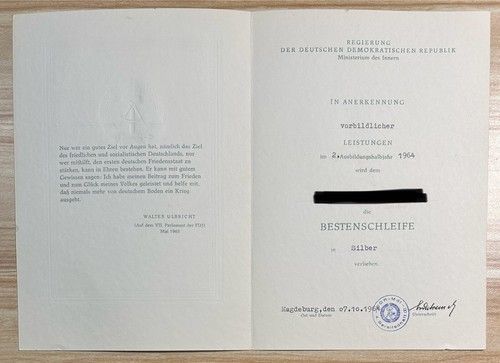 Nur wer ein gutes Ziel vor Augen hat, nämlich das Ziel
des friedlichen und sozialistischen Deutschlands, nur
wer mithilft, den ersten deutschen Friedensstaat zu
stärken, kann in Ehren bestehen. Er kann mit gutem
Gewissen sagen: Ich habe meinen Beitrag zum Frieden
und zum Glück meines Volkes geleistet und helfe mit,
daß niemals mehr von deutschem Boden ein Krieg
ausgeht.
WALTER ULBRICHT
(Auf dem VII. Parlament der FDJ)
Mai 1963
REGIERUNG
DER DEUTSCHEN DEMOKRATISCHEN REPUBLIK
Ministerium des Innern
IN ANERKENNUNG
vorbildlicher
LEISTUNGEN
im 2. Ausbildungshalbjahr 1964
wird dem
die
BESTENSCHLEIFE
in Silber
verliehen
Magdeburg, den 07.10.1964
Ort und Datum
Unterschrift